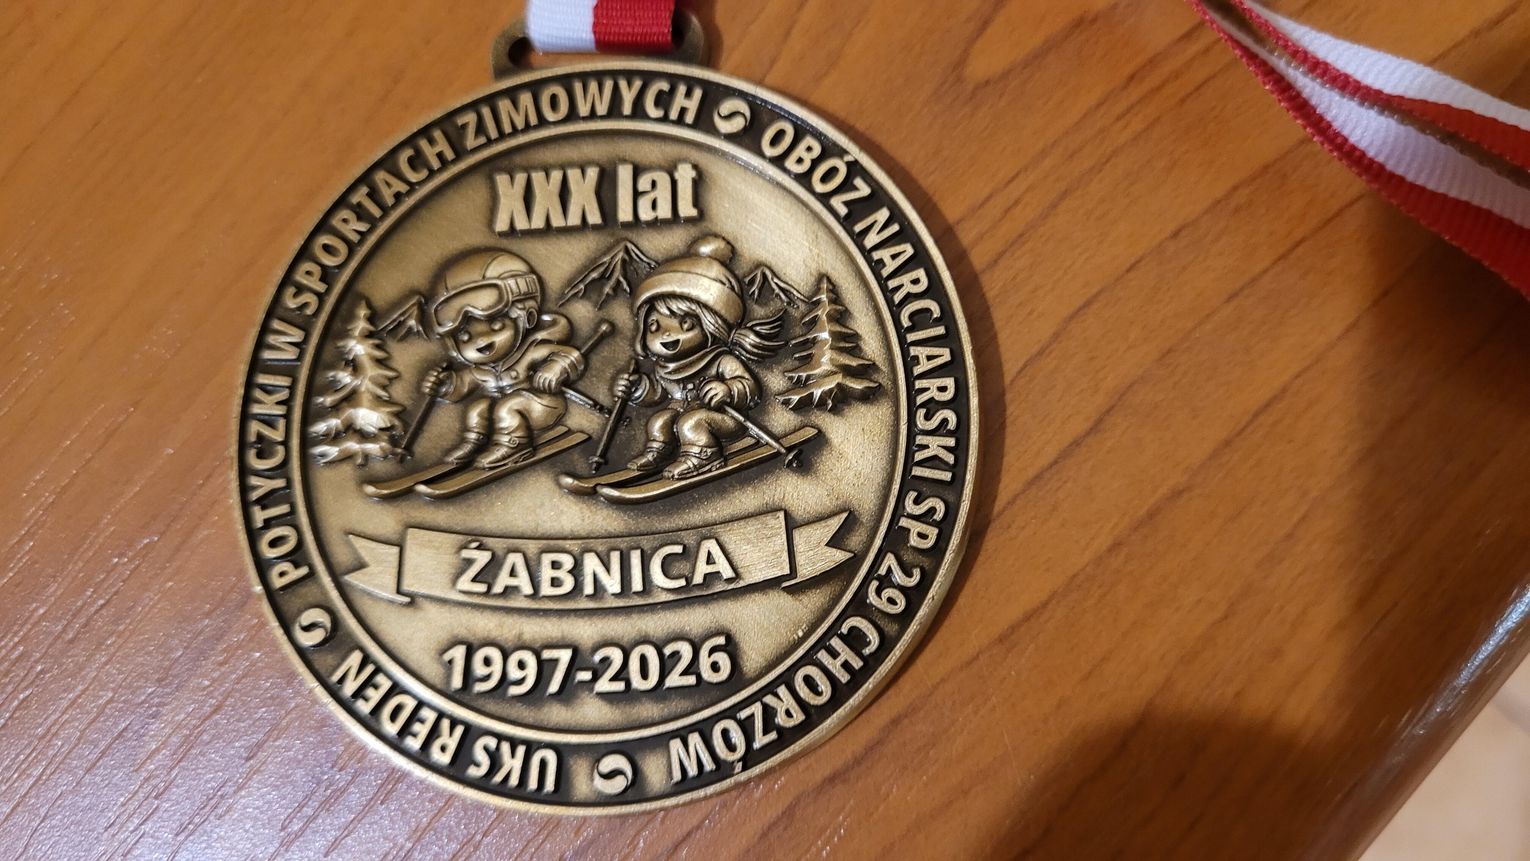 POTYCZKI W SPORTACH ZIMOWYCH
OBÓZ NARCIARSKI SP 29 CHORZÓW
UKS REDEN
XXX lat
ŻABNICA
1997-2026